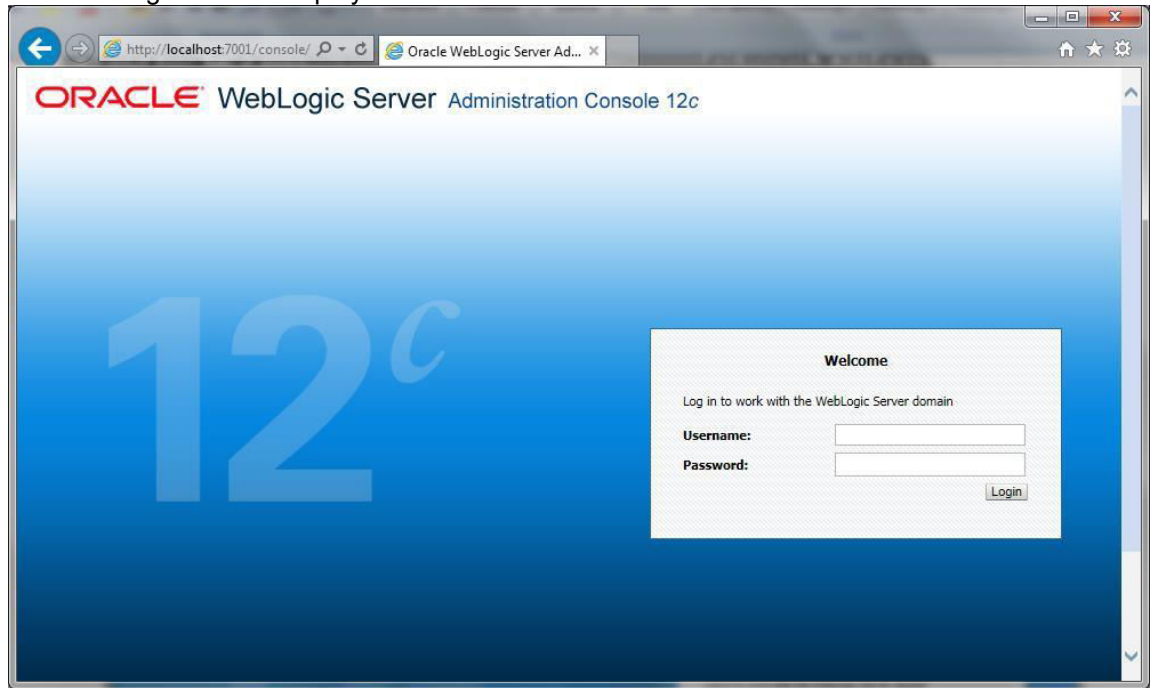 http://localhost:7001/console/
Oracle WebLogic Server Ad...
ORACLE WebLogic Server Administration Console 12c
12c
Welcome
Log in to work with the WebLogic Server domain
Username:
Password:
Login